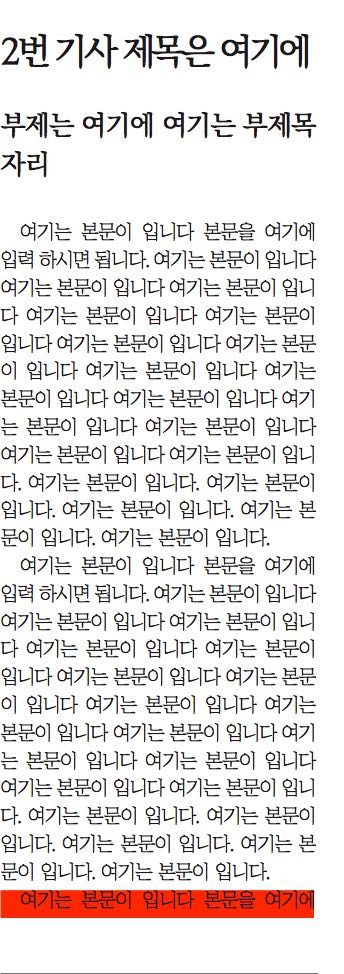 2번 기사 제목은 여기에
부제는 여기에 여기는 부제목
자리
여기는 본문이 입니다 본문을 여기에
입력 하시면 됩니다. 여기는 본문이 입니다
여기는 본문이 입니다 여기는 본문이 입니
다 여기는 본문이 입니다 여기는 본문이
입니다 여기는 본문이 입니다 여기는 본문
이 입니다 여기는 본문이 입니다 여기는
본문이 입니다 여기는 본문이 입니다 여기
는 본문이 입니다 여기는 본문이 입니다
여기는 본문이 입니다 여기는 본문이 입니
다. 여기는 본문이 입니다. 여기는 본문이
입니다. 여기는 본문이 입니다. 여기는 본
문이 입니다. 여기는 본문이 입니다.
여기는 본문이 입니다 본문을 여기에
입력 하시면 됩니다. 여기는 본문이 입니다
여기는 본문이 입니다 여기는 본문이 입니
다 여기는 본문이 입니다 여기는 본문이
입니다 여기는 본문이 입니다 여기는 본문
이 입니다 여기는 본문이 입니다 여기는
본문이 입니다 여기는 본문이 입니다 여기
는 본문이 입니다 여기는 본문이 입니다
여기는 본문이 입니다 여기는 본문이 입니
다. 여기는 본문이 입니다. 여기는 본문이
입니다. 여기는 본문이 입니다. 여기는 본
문이 입니다. 여기는 본문이 입니다.
여기는 본문이 입니다 본문을 여기에